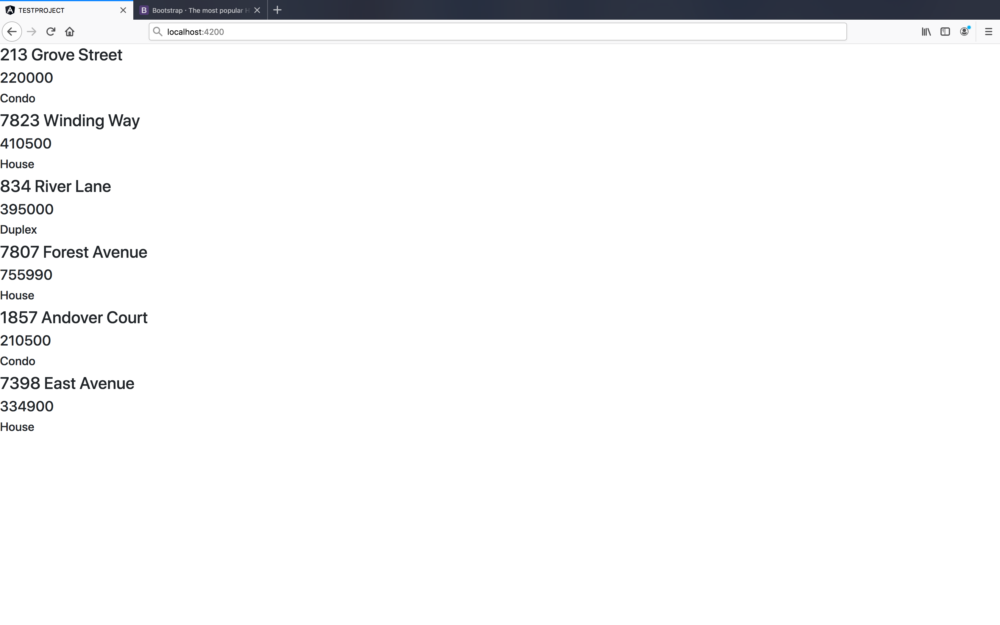 TESTPROJECT
Bootstrap · The most popular H
localhost:4200
213 Grove Street
220000
Condo
7823 Winding Way
410500
House
834 River Lane
395000
Duplex
7807 Forest Avenue
755990
House
1857 Andover Court
210500
Condo
7398 East Avenue
334900
House